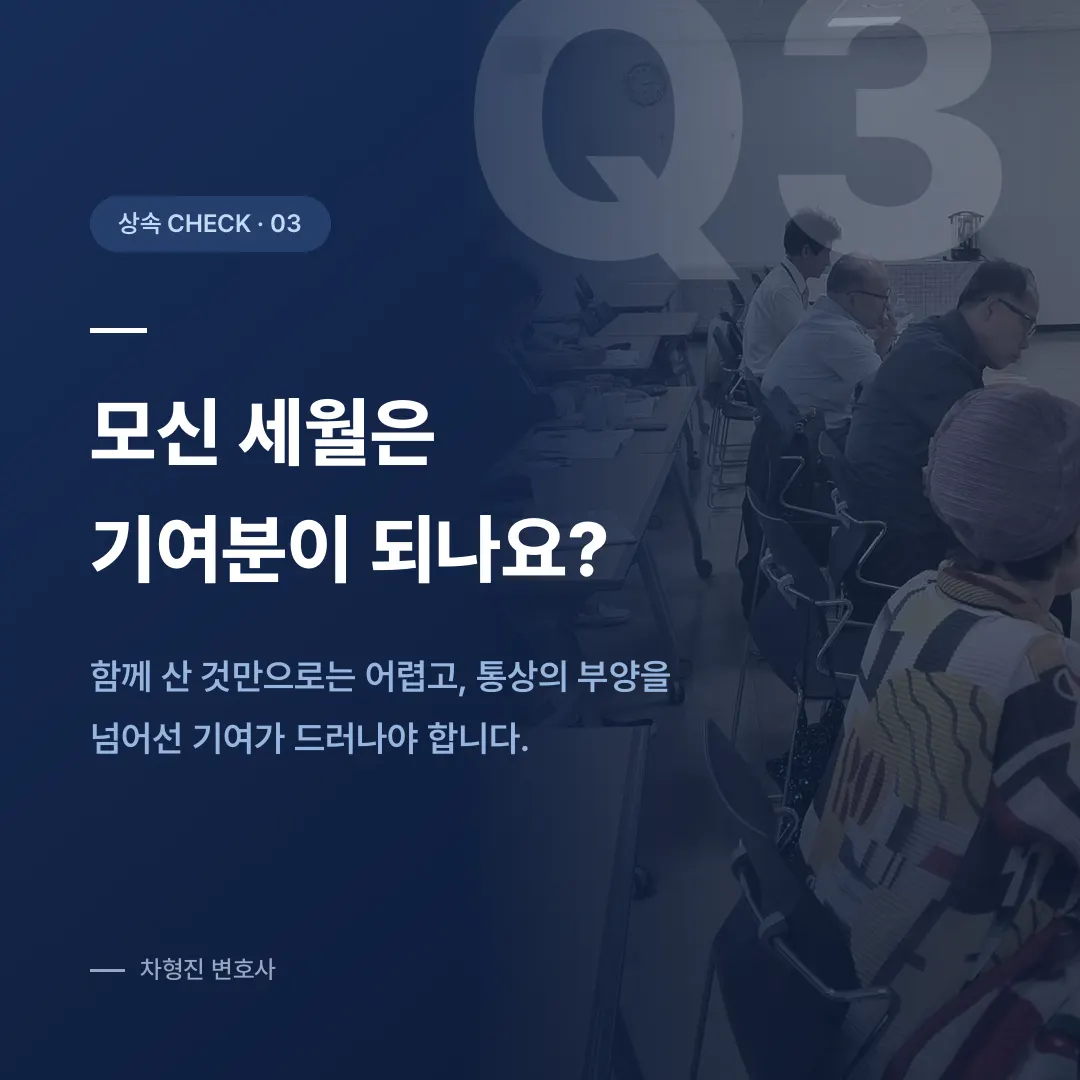 Q3
상속 CHECK · 03
모신 세월은
기여분이 되나요?
함께 산 것만으로는 어렵고, 통상의 부양을
넘어선 기여가 드러나야 합니다.
차형진 변호사